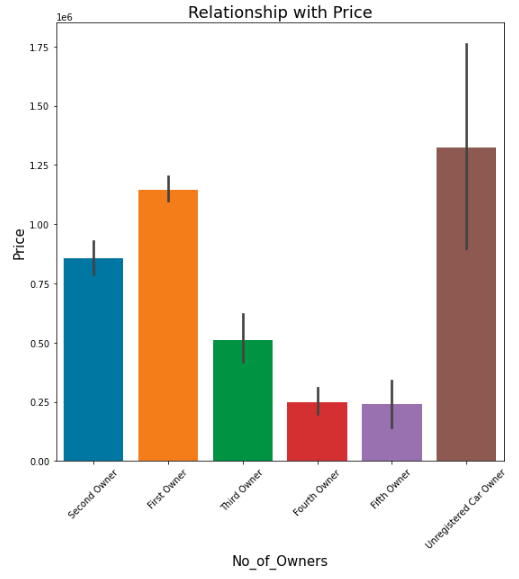 Relationship with Price
1e6
1.75
1.50
1.25
1.00
0.75
0.50
0.25
0.00
Price
Second Owner
First Owner
Third Owner
Fourth Owner
Fifth Owner
Unregistered Car Owner
No_of_Owners